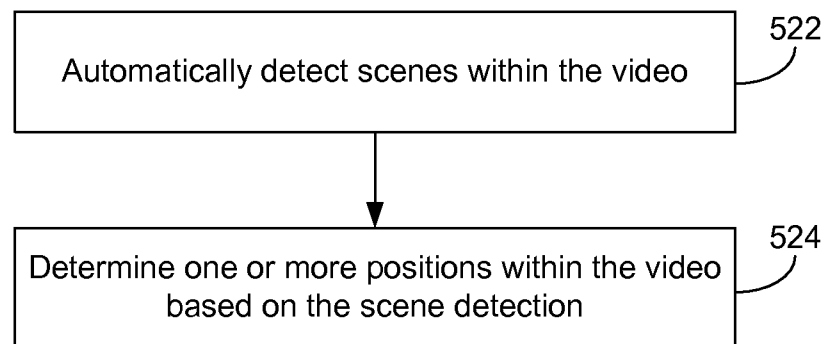 522
Automatically detect scenes within the video
524
Determine one or more positions within the video
based on the scene detection